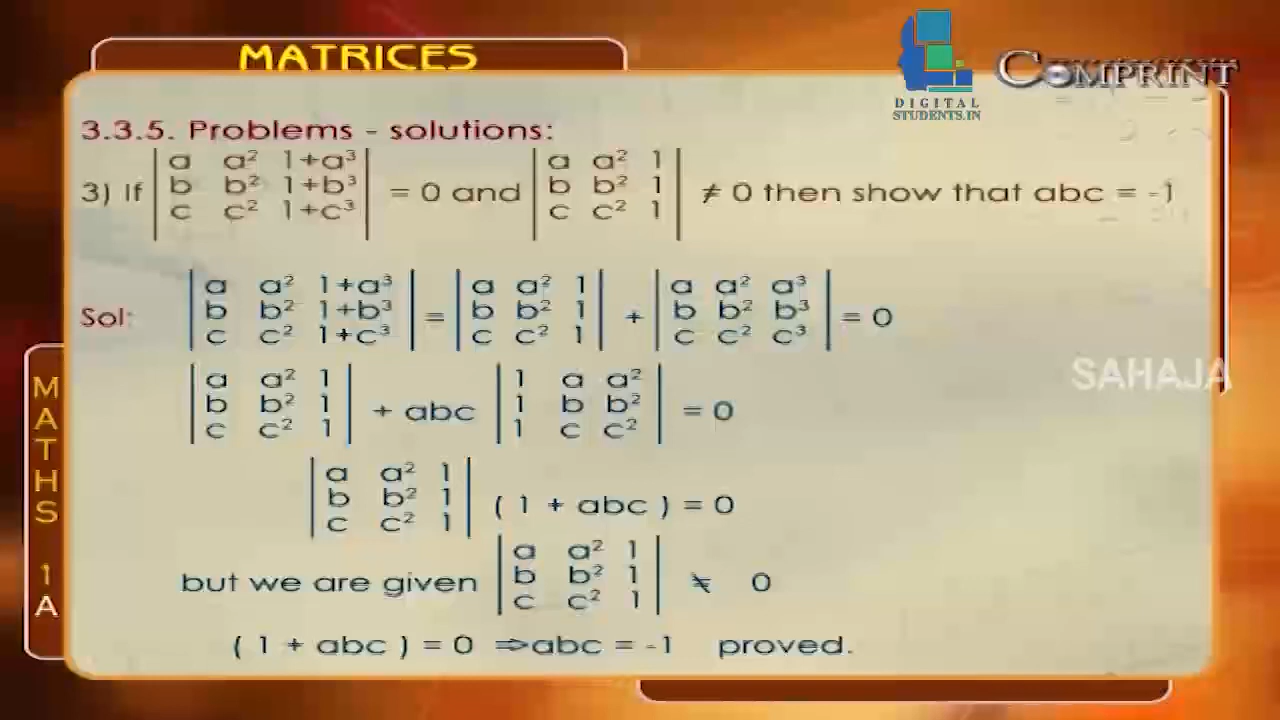 MATRICES
DIGITAL
STUDENTS.IN
COMPRINT
3.3.5. Problems - solutions:
3) If | a a² 1+a³ | = 0 and | a a² 1 | ≠ 0 then show that abc = -1
| b b² 1+b³ | | b b² 1 |
| c c² 1+c³ | | c c² 1 |
Sol: | a a² 1+a³ | = | a a² 1 | + | a a² a³ | = 0
| b b² 1+b³ | | b b² 1 | | b b² b³ |
| c c² 1+c³ | | c c² 1 | | c c² c³ |
| a a² 1 | + abc | 1 a a² | = 0
| b b² 1 | | 1 b b² |
| c c² 1 | | 1 c c² |
| a a² 1 | ( 1 + abc ) = 0
| b b² 1 |
| c c² 1 |
but we are given | a a² 1 | ≠ 0
| b b² 1 |
| c c² 1 |
( 1 + abc ) = 0 ⇒ abc = -1 proved.
SAHAJA
MATHS 1A